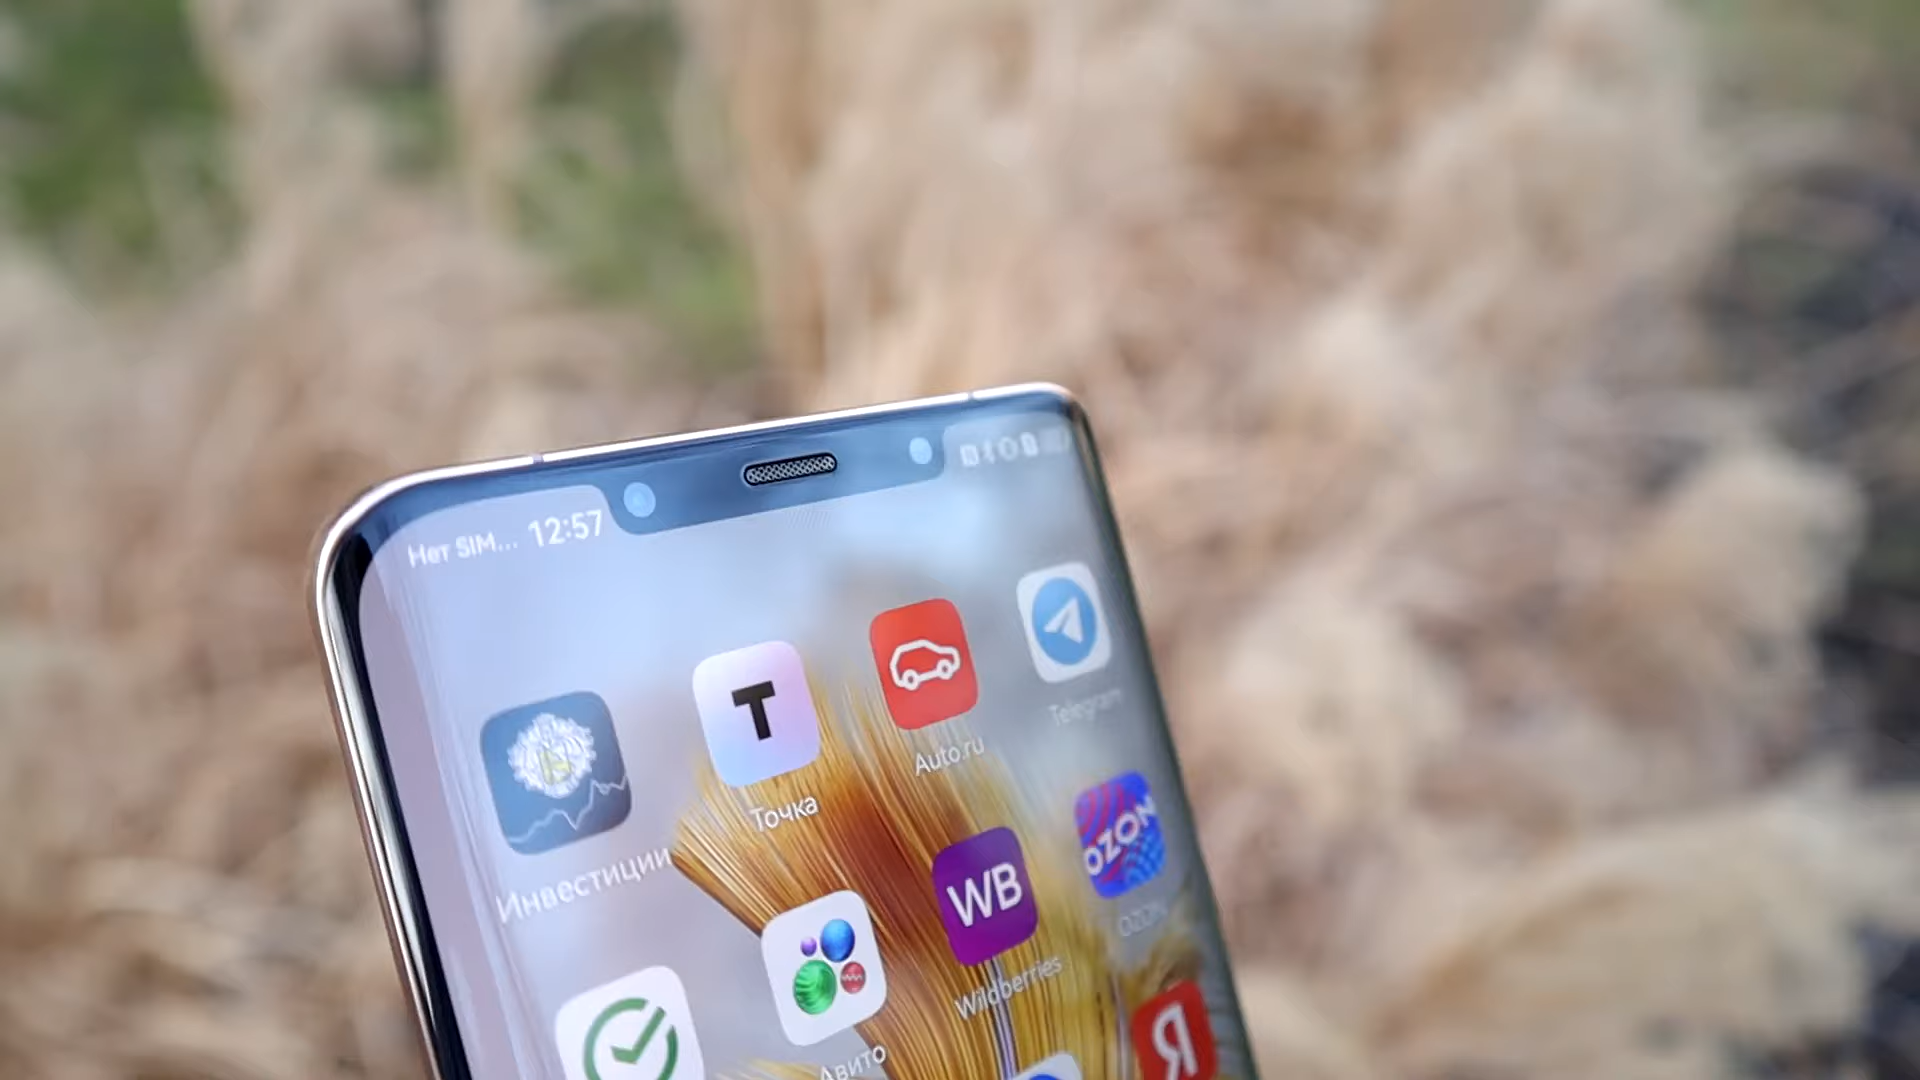 Нет SIM... 12:57
Т
Инвестиции
Точка
Auto.ru
Telegram
WB
OZON
Авито
Wildberries
OZON
Я